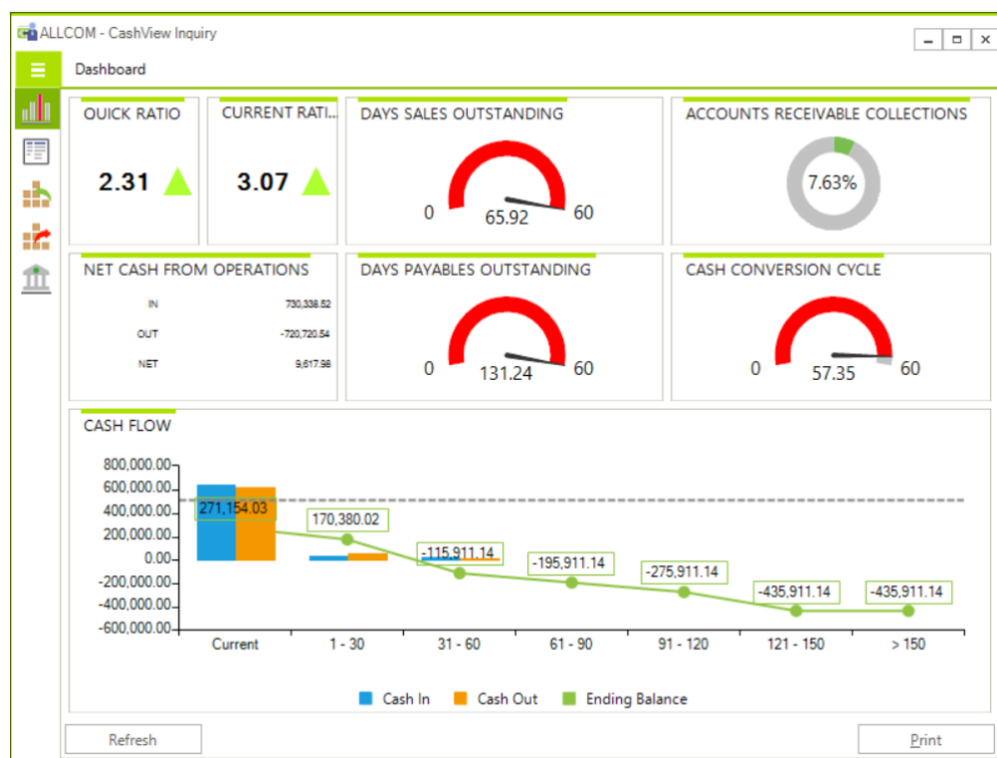 ALLCOM - CashView Inquiry
Dashboard
QUICK RATIO
2.31
CURRENT RATI...
3.07
DAYS SALES OUTSTANDING
0
65.92
60
ACCOUNTS RECEIVABLE COLLECTIONS
7.63%
NET CASH FROM OPERATIONS
IN 730,338.52
OUT -720,720.54
NET 9,617.98
DAYS PAYABLES OUTSTANDING
0
131.24
60
CASH CONVERSION CYCLE
0
57.35
60
CASH FLOW
800,000.00
600,000.00
400,000.00
200,000.00
0.00
-200,000.00
-400,000.00
-600,000.00
271,154.03
170,380.02
-115,911.14
-195,911.14
-275,911.14
-435,911.14
-435,911.14
Current
1 - 30
31 - 60
61 - 90
91 - 120
121 - 150
> 150
Cash In
Cash Out
Ending Balance
Refresh
Print